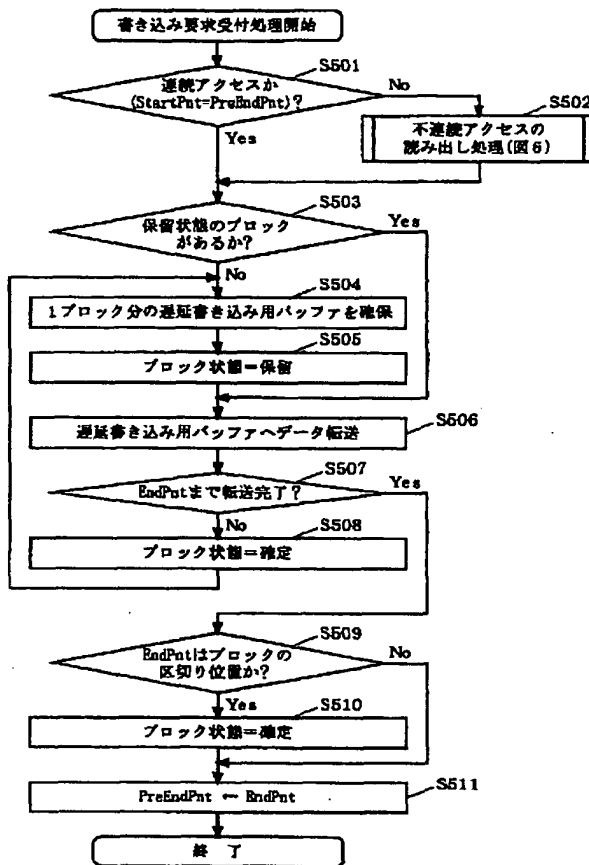 書き込み要求受付処理開始
S501
連続アクセスか
(StartPnt=PreEndPnt)?
No
Yes
S502
不連続アクセスの
読み出し処理(図6)
S503
保留状態のブロック
があるか?
Yes
No
S504
1ブロック分の遅延書き込み用バッファを確保
S505
ブロック状態=保留
S506
遅延書き込み用バッファへデータ転送
S507
EndPntまで転送完了?
Yes
No
S508
ブロック状態=確定
S509
EndPntはブロックの
区切り位置か?
No
Yes
S510
ブロック状態=確定
S511
PreEndPnt ← EndPnt
終 了